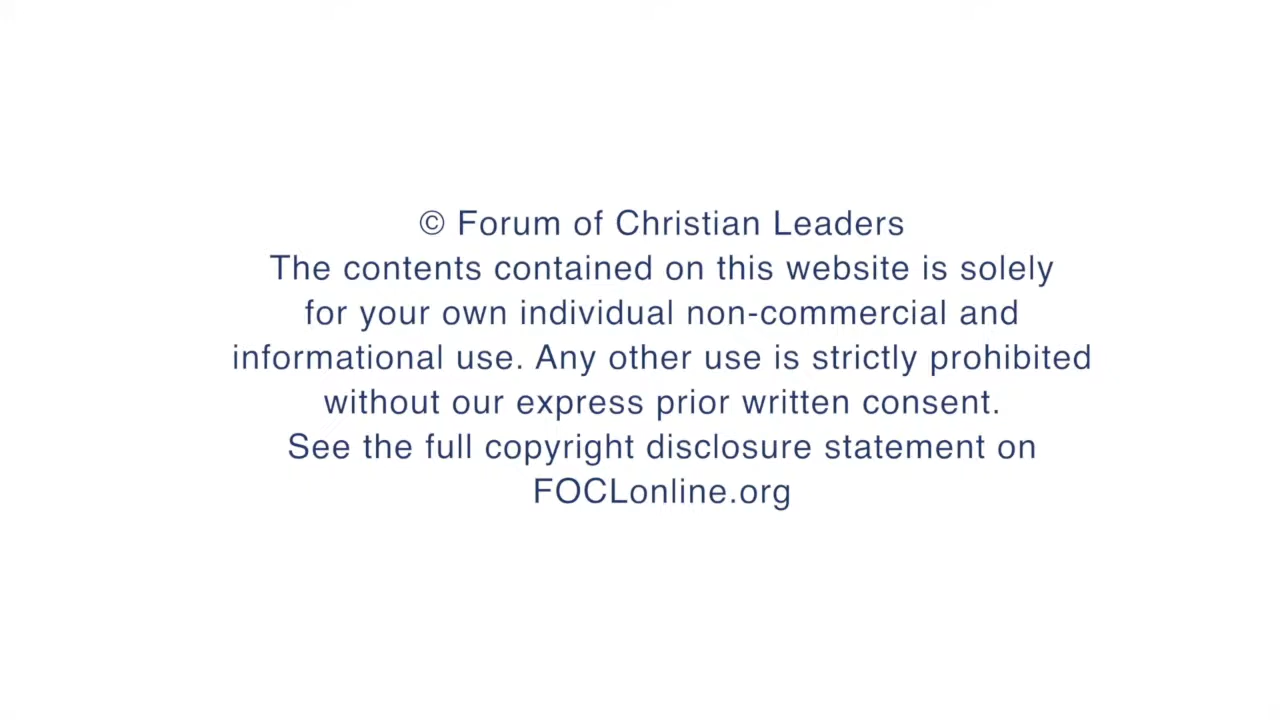 © Forum of Christian Leaders
The contents contained on this website is solely
for your own individual non-commercial and
informational use. Any other use is strictly prohibited
without our express prior written consent.
See the full copyright disclosure statement on
FOCLonline.org